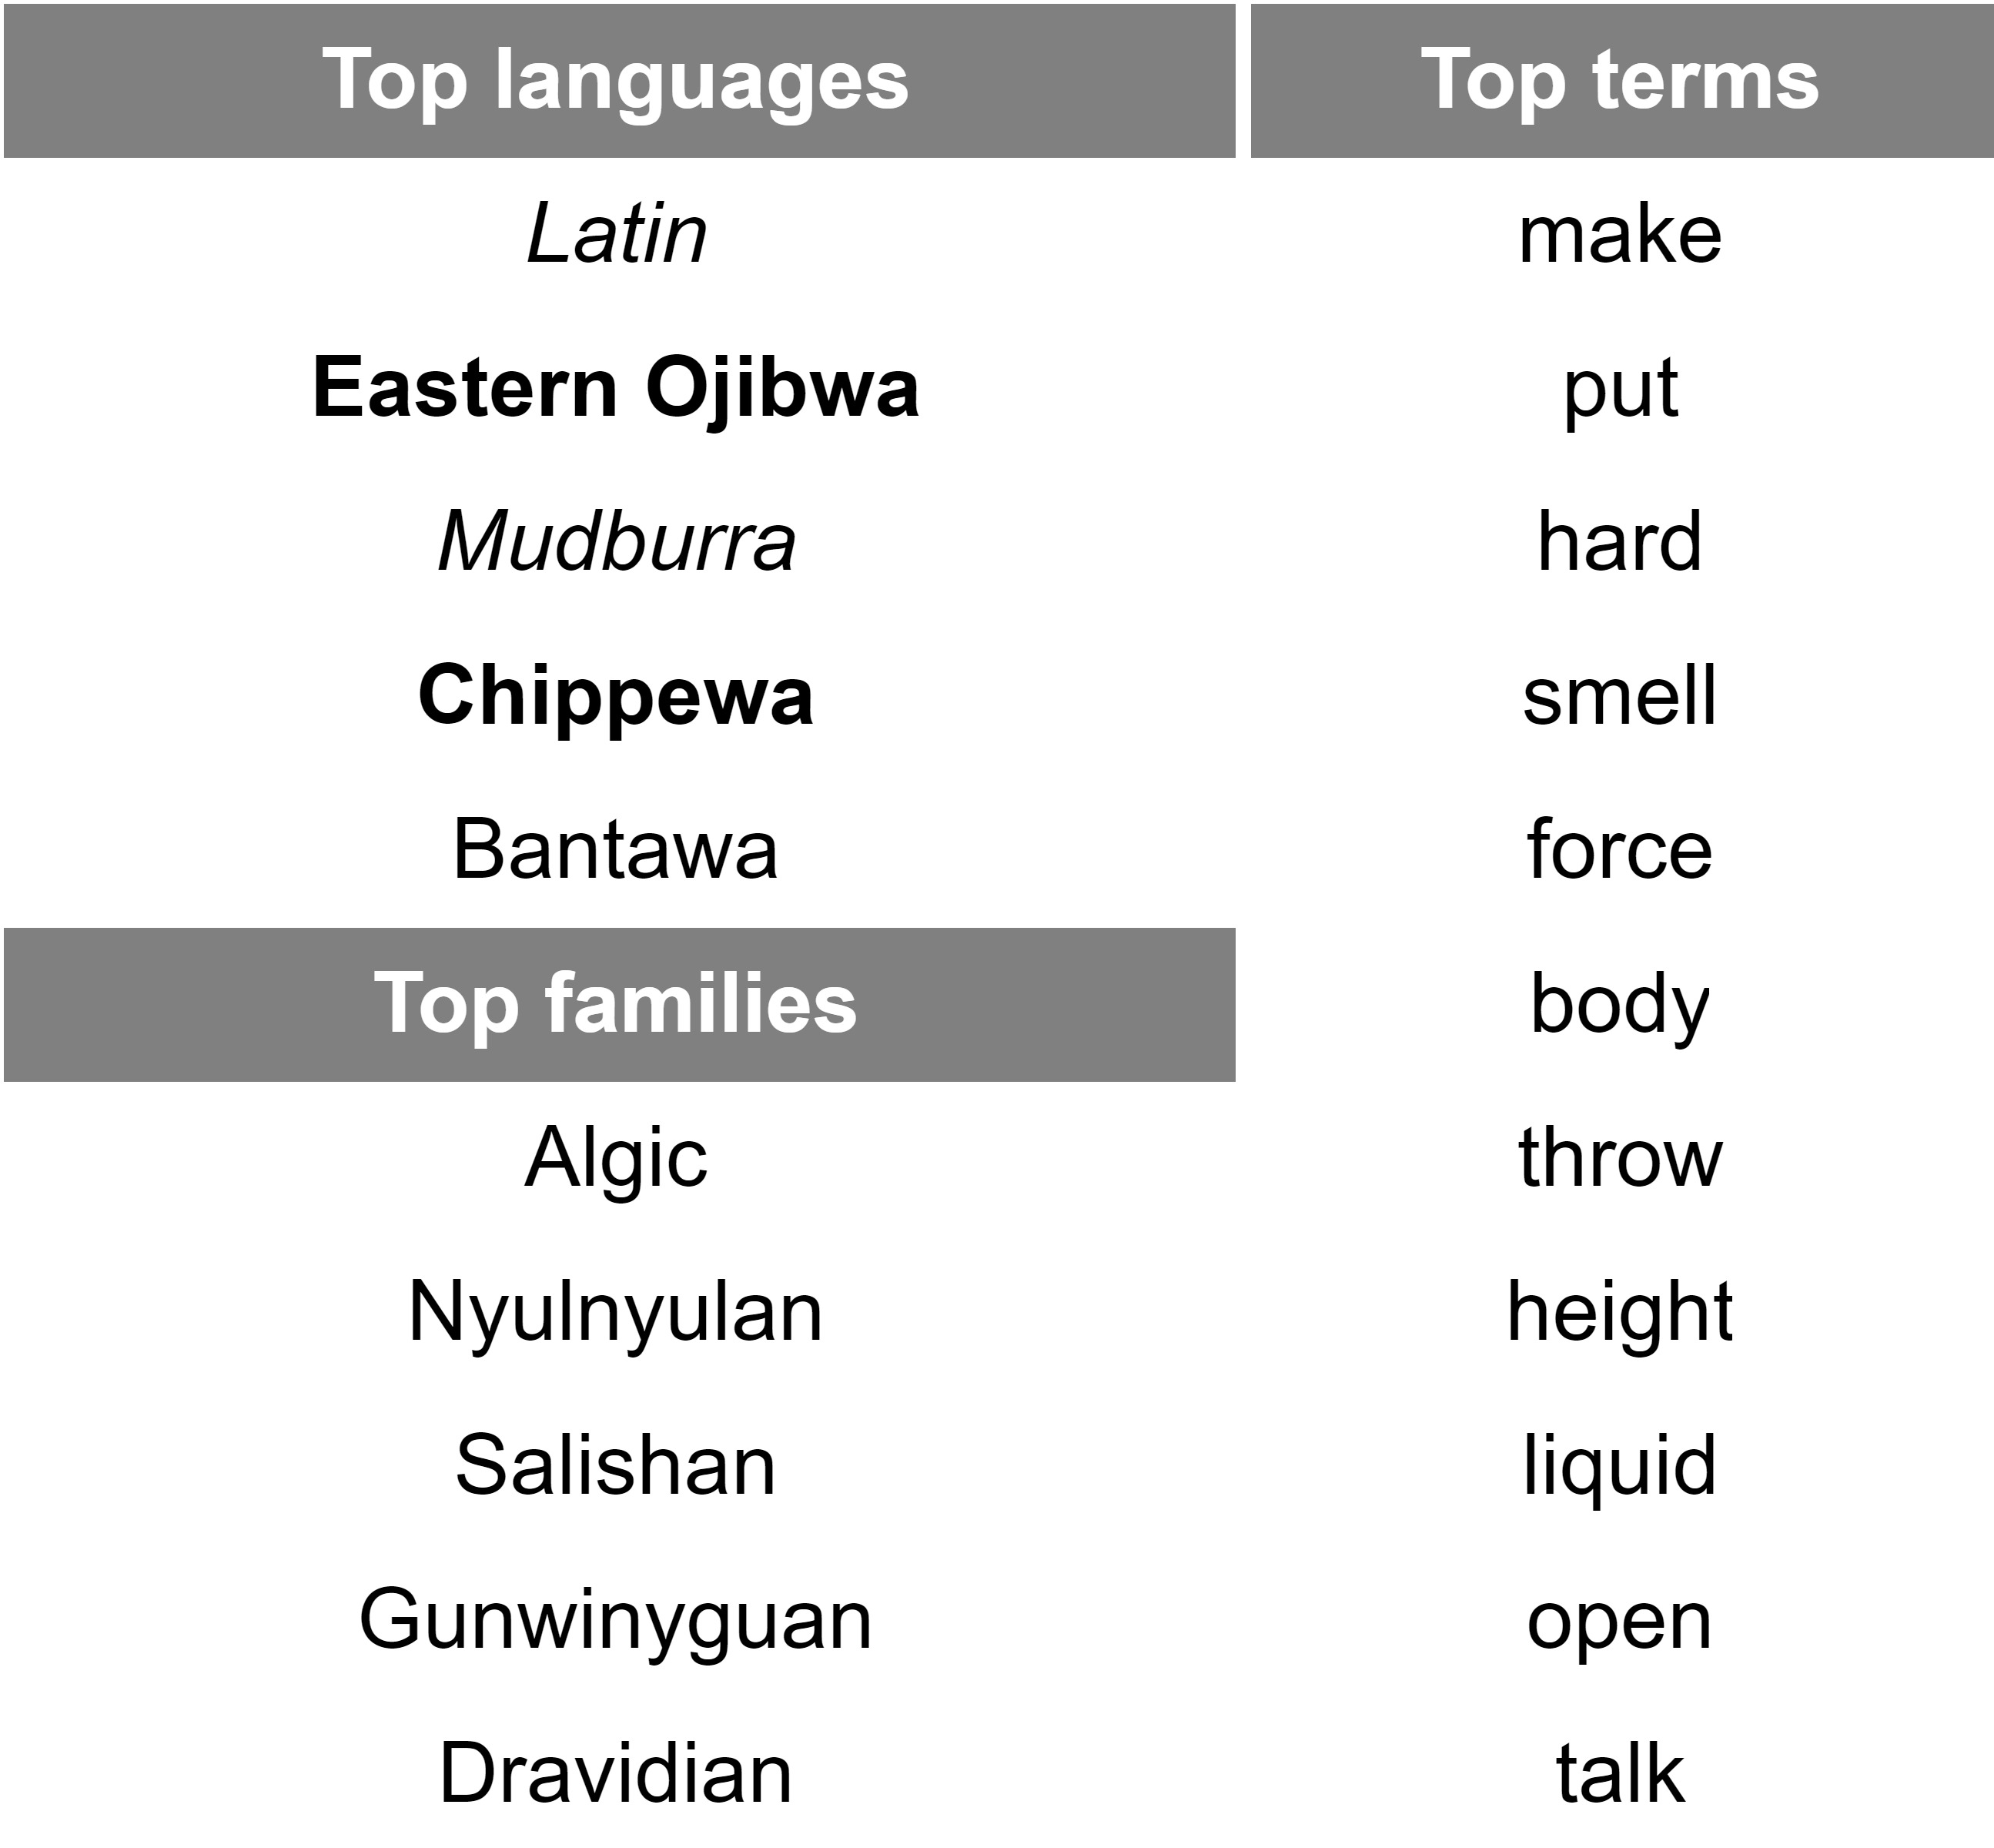 Top languages
Latin
Eastern Ojibwa
Mudburra
Chippewa
Bantawa
Top families
Algic
Nyulnyulan
Salishan
Gunwinyguan
Dravidian
Top terms
make
put
hard
smell
force
body
throw
height
liquid
open
talk